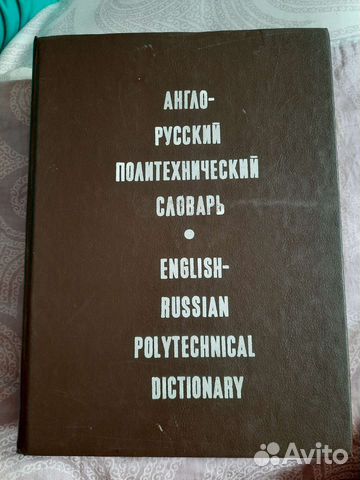 АНГЛО-
РУССКИЙ
ПОЛИТЕХНИЧЕСКИЙ
СЛОВАРЬ
•
ENGLISH-
RUSSIAN
POLYTECHNICAL
DICTIONARY
Avito